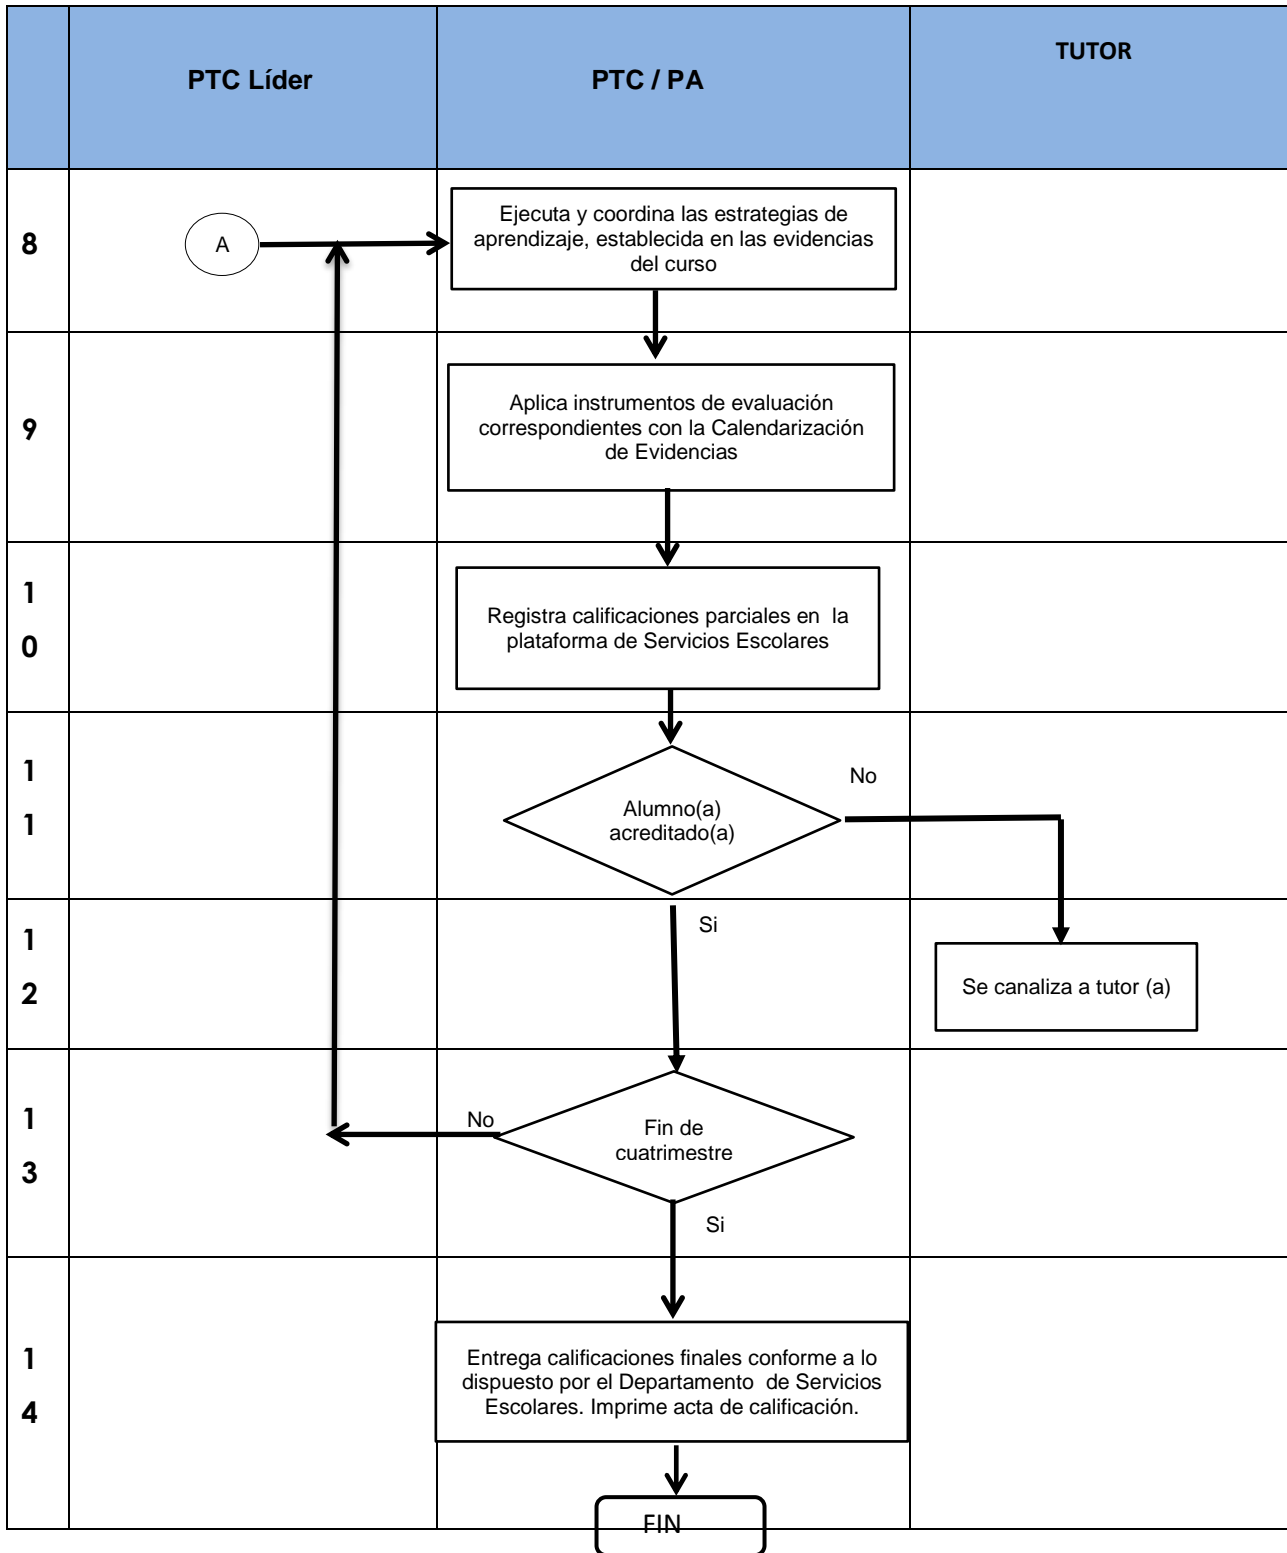 PTC Líder
PTC / PA
TUTOR
8
A
Ejecuta y coordina las estrategias de
aprendizaje, establecida en las evidencias
del curso
9
Aplica instrumentos de evaluación
correspondientes con la Calendarización
de Evidencias
1
0
Registra calificaciones parciales en  la
plataforma de Servicios Escolares
1
1
Alumno(a)
acreditado(a)
No
1
2
Si
Se canaliza a tutor (a)
1
3
No
Fin de
cuatrimestre
Si
1
4
Entrega calificaciones finales conforme a lo
dispuesto por el Departamento  de Servicios
Escolares. Imprime acta de calificación.
FIN